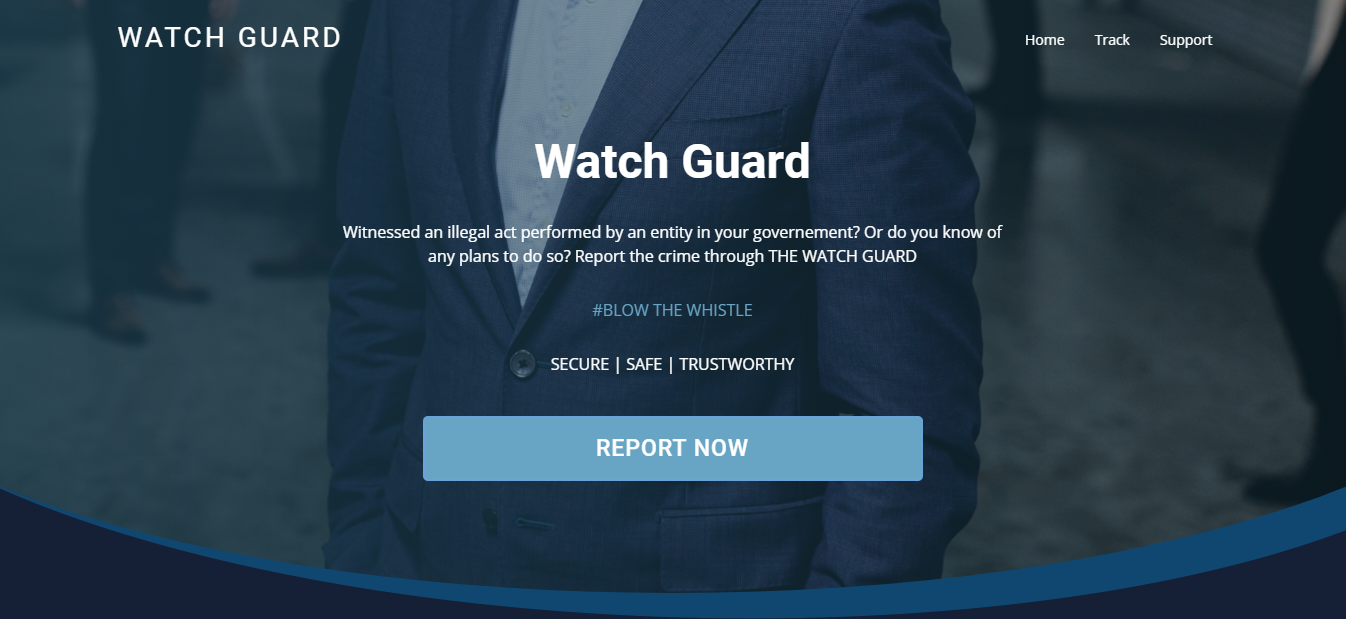 WATCH GUARD
Home Track Support
Watch Guard
Witnessed an illegal act performed by an entity in your governement? Or do you know of
any plans to do so? Report the crime through THE WATCH GUARD
#BLOW THE WHISTLE
SECURE | SAFE | TRUSTWORTHY
REPORT NOW